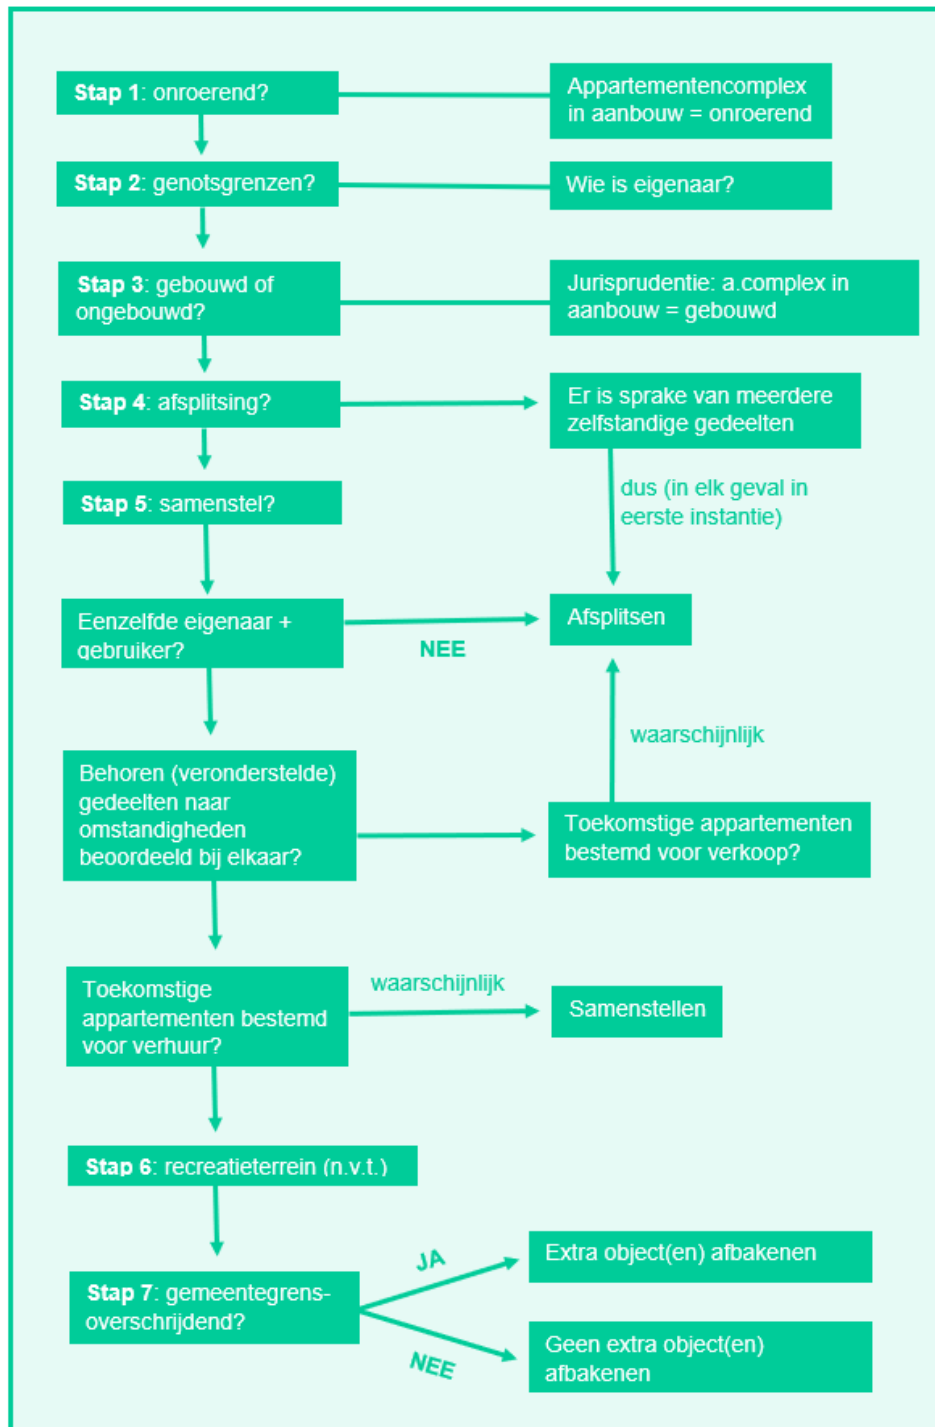 Stap 1: onroerend?
Appartementencomplex
in aanbouw = onroerend
Stap 2: genotsgrenzen?
Wie is eigenaar?
Stap 3: gebouwd of
ongebouwd?
Jurisprudentie: a.complex in
aanbouw = gebouwd
Stap 4: afsplitsing?
Er is sprake van meerdere
zelfstandige gedeelten
dus (in elk geval in
eerste instantie)
Stap 5: samenstel?
Eenzelfde eigenaar +
gebruiker?
NEE
Afsplitsen
waarschijnlijk
Behoren (veronderstelde)
gedeelten naar
omstandigheden
beoordeeld bij elkaar?
Toekomstige appartementen
bestemd voor verkoop?
Toekomstige
appartementen bestemd
voor verhuur?
waarschijnlijk
Samenstellen
Stap 6: recreatieterrein (n.v.t.)
Stap 7: gemeentegrens-
overschrijdend?
JA
Extra object(en) afbakenen
NEE
Geen extra object(en)
afbakenen